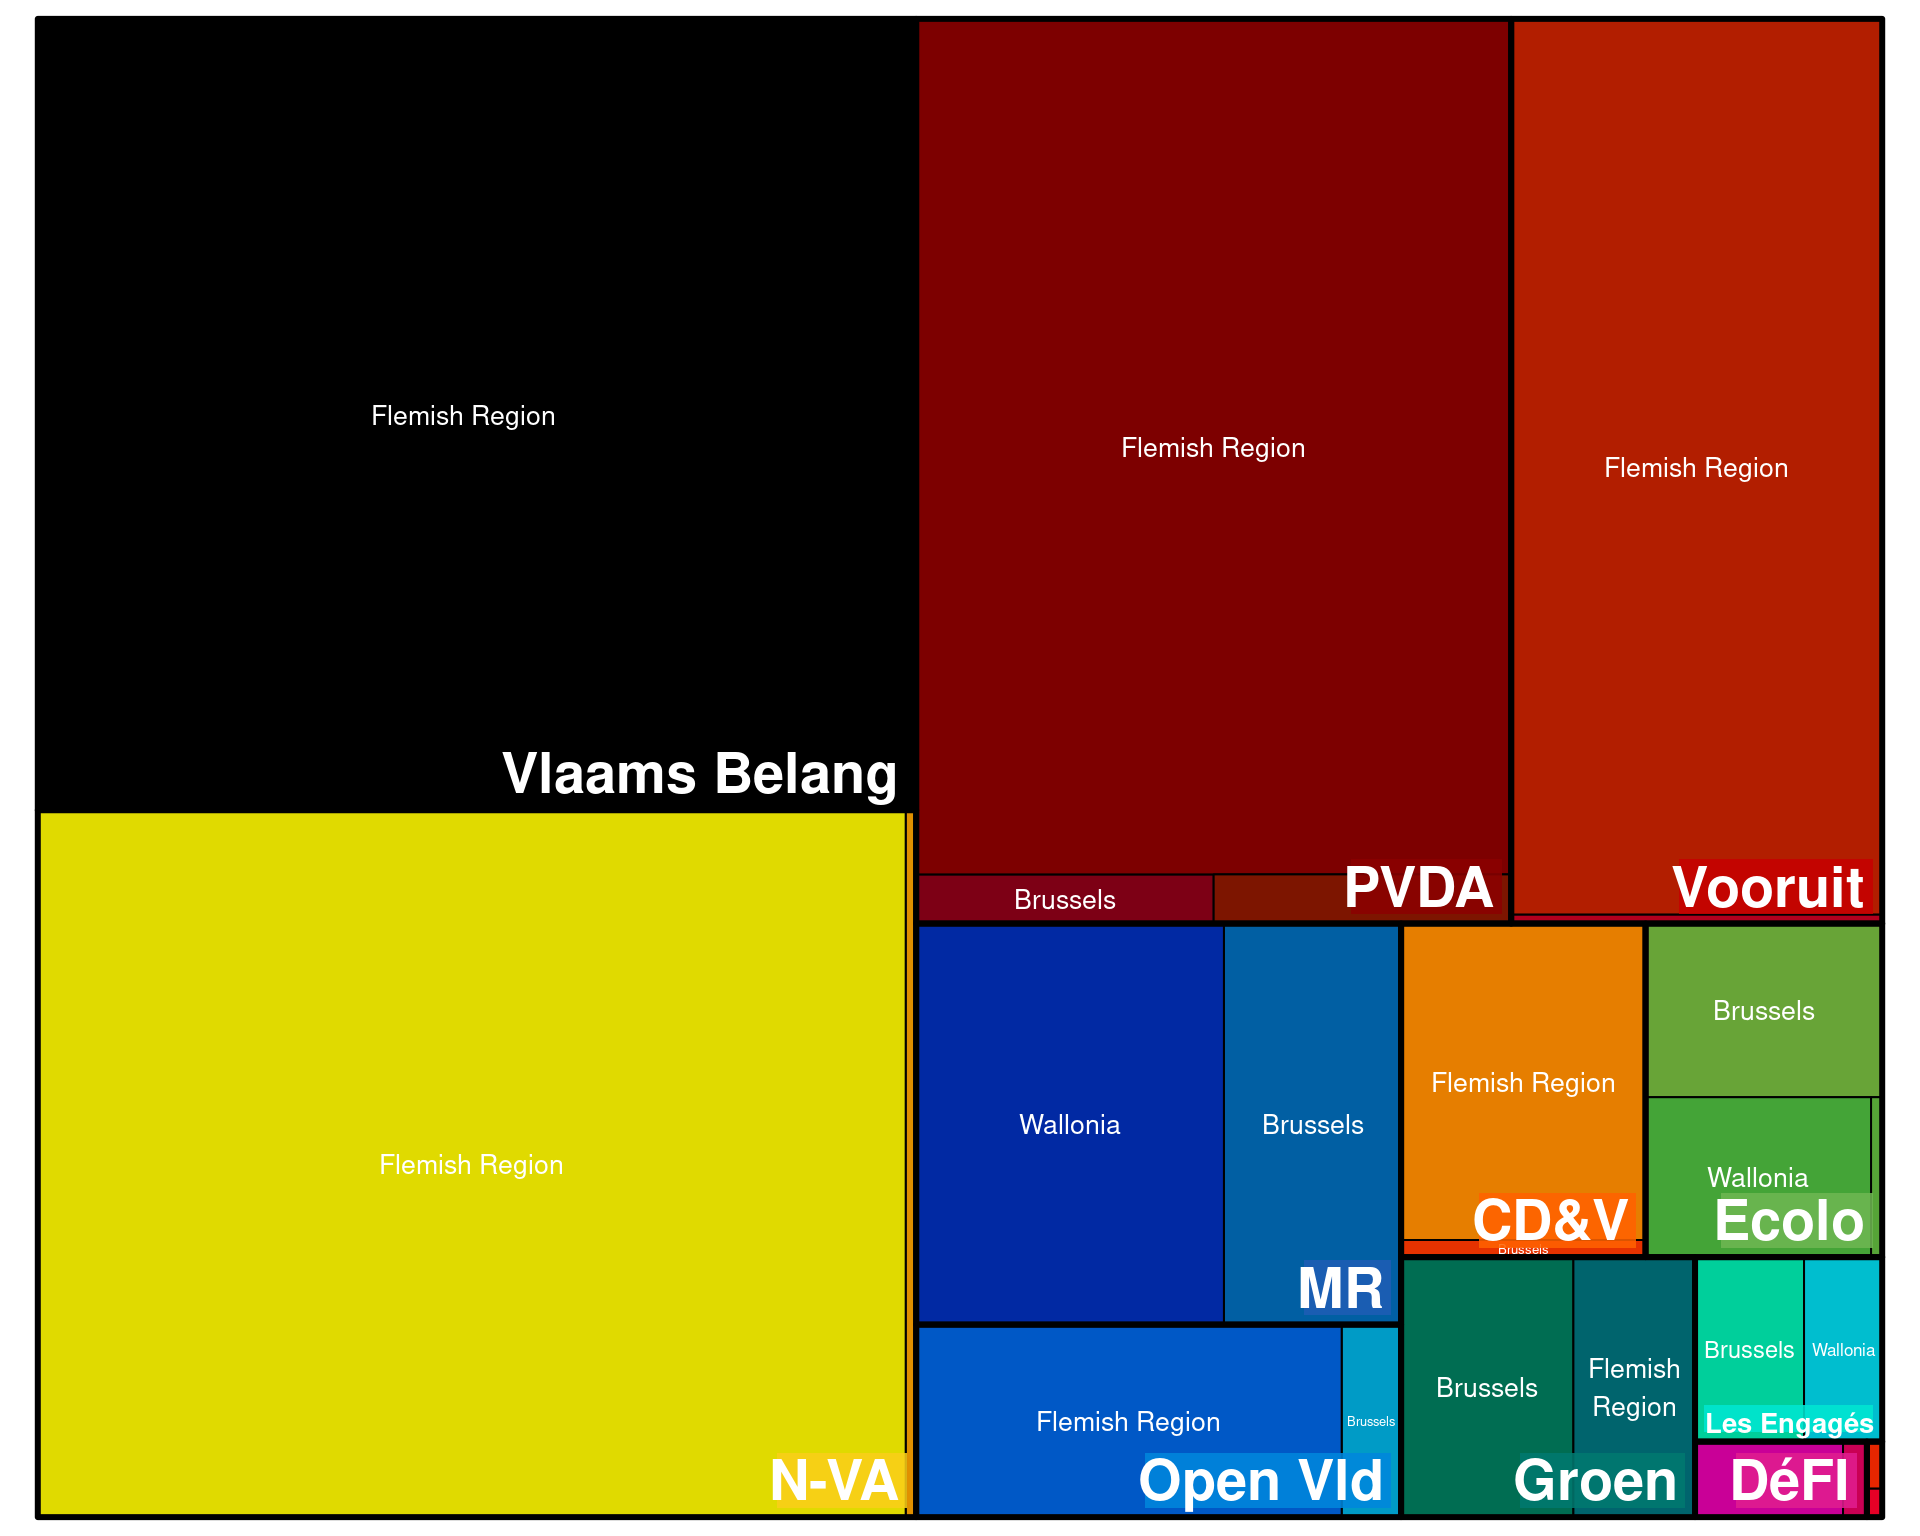 Flemish Region
Vlaams Belang
Flemish Region
N-VA
Flemish Region
Brussels
PVDA
Flemish Region
Vooruit
Wallonia
Brussels
MR
Flemish Region
Brussels
Open Vld
Flemish Region
Brussels
CD&V
Brussels
Wallonia
Ecolo
Brussels
Flemish
Region
Groen
Brussels
Wallonia
Les Engagés
DéFI